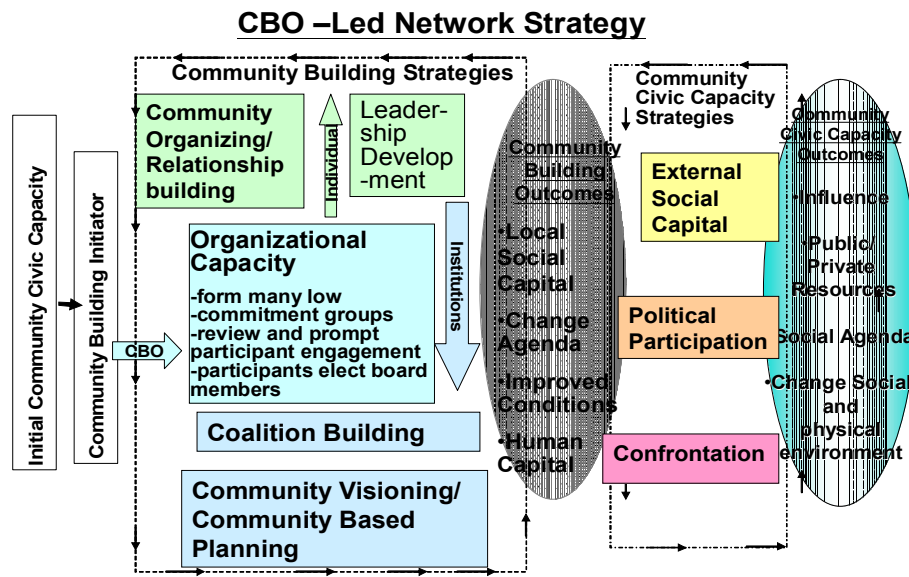 CBO –Led Network Strategy
Initial Community Civic Capacity
Community Building Initiator
CBO
Community Building Strategies
Community
Organizing/
Relationship
building
Individual
Leader-
ship
Develop
-ment
Organizational
Capacity
-form many low
-commitment groups
-review and prompt
participant engagement
-participants elect board
members
Institutions
Coalition Building
Community Visioning/
Community Based
Planning
Community
Building
Outcomes
•Local
Social
Capital
•Change
Agenda
•Improved
Conditions
•Human
Capital
Community
Civic Capacity
Strategies
External
Social
Capital
Political
Participation
Confrontation
Community
Civic Capacity
Outcomes
•Influence
•Public/
Private
Resources
Social Agenda
•Change Social
and
physical
environment